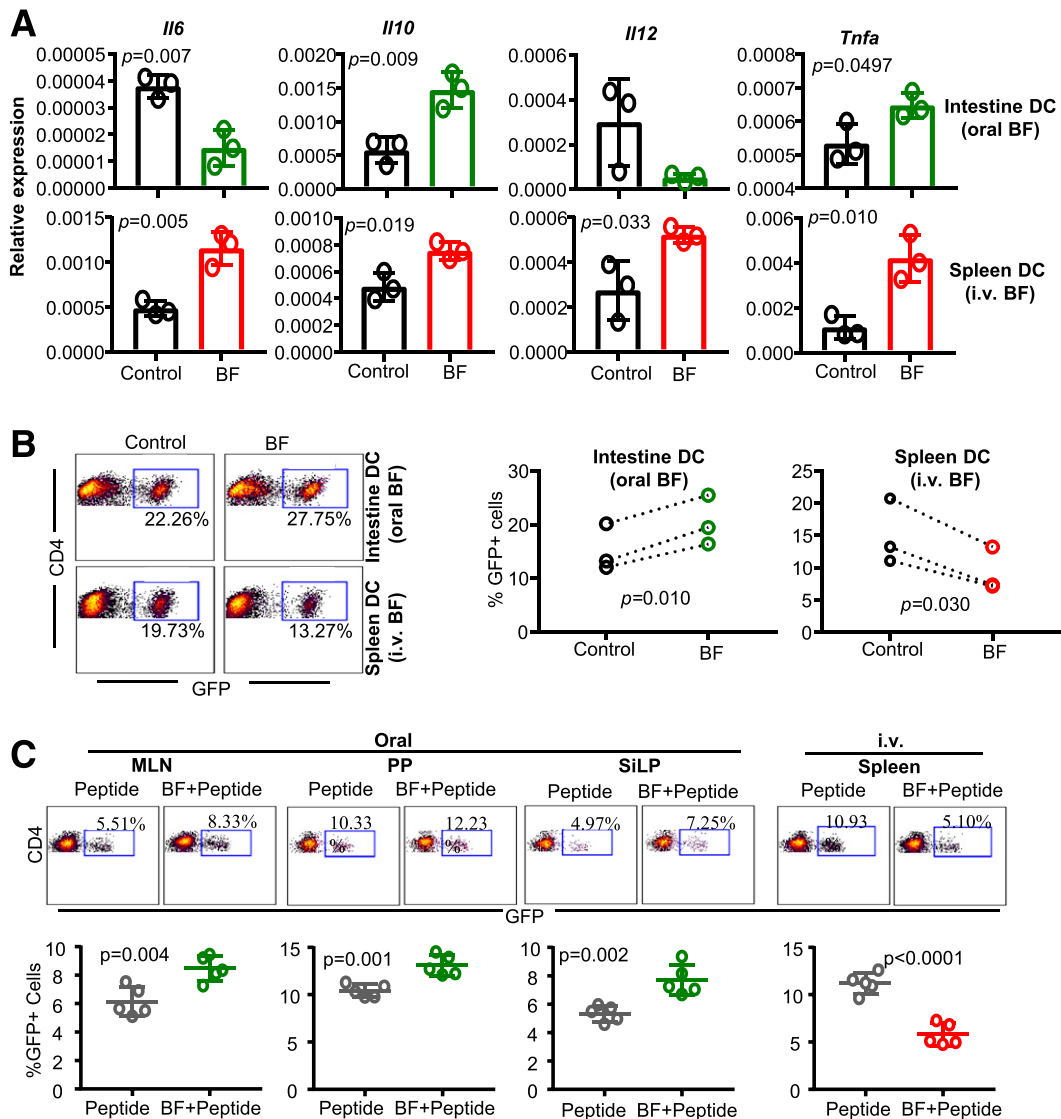 A
Il6
Il10
Il12
Tnfa
Relative expression
0.00005
0.00004
0.00003
0.00002
0.00001
0.00000
p=0.007
0.0020
0.0015
0.0010
0.0005
0.0000
p=0.009
0.0006
0.0004
0.0002
0.0000
0.0008
0.0007
0.0006
0.0005
0.0004
p=0.0497
Intestine DC
(oral BF)
0.0015
0.0010
0.0005
0.0000
p=0.005
Control
BF
0.0010
0.0008
0.0006
0.0004
0.0002
0.0000
p=0.019
Control
BF
0.0006
0.0004
0.0002
0.0000
p=0.033
Control
BF
0.006
0.004
0.002
0.000
p=0.010
Control
BF
Spleen DC
(i.v. BF)
B
Control
BF
CD4
22.26%
27.75%
Intestine DC
(oral BF)
19.73%
13.27%
Spleen DC
(i.v. BF)
GFP
Intestine DC
(oral BF)
% GFP+ cells
30
20
10
0
p=0.010
Control
BF
Spleen DC
(i.v. BF)
25
20
15
10
5
0
p=0.030
Control
BF
C
Oral
i.v.
MLN
PP
SiLP
Spleen
Peptide
BF+Peptide
Peptide
BF+Peptide
Peptide
BF+Peptide
Peptide
BF+Peptide
CD4
5.51%
8.33%
10.33
%
12.23
%
4.97%
7.25%
10.93
%
5.10%
GFP
%GFP+ Cells
10
8
6
4
2
0
p=0.004
Peptide
BF+Peptide
15
10
5
0
p=0.001
Peptide
BF+Peptide
10
8
6
4
2
0
p=0.002
Peptide
BF+Peptide
15
10
5
0
p<0.0001
Peptide
BF+Peptide